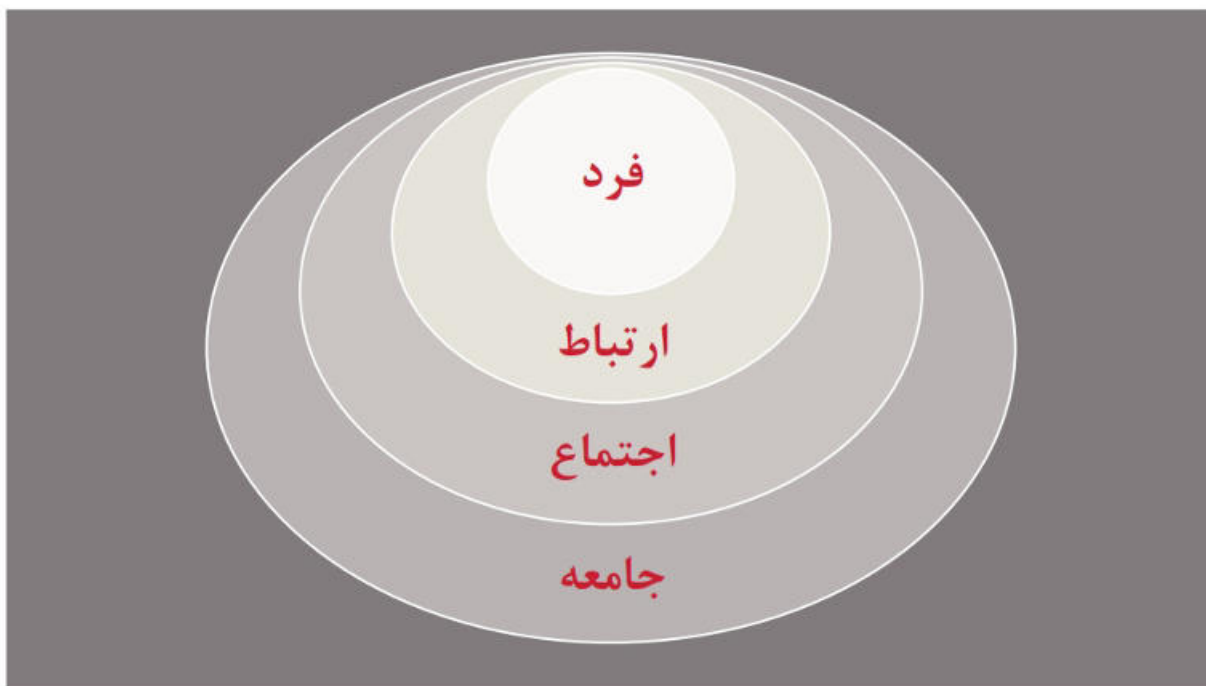 فرد
ارتباط
اجتماع
جامعه